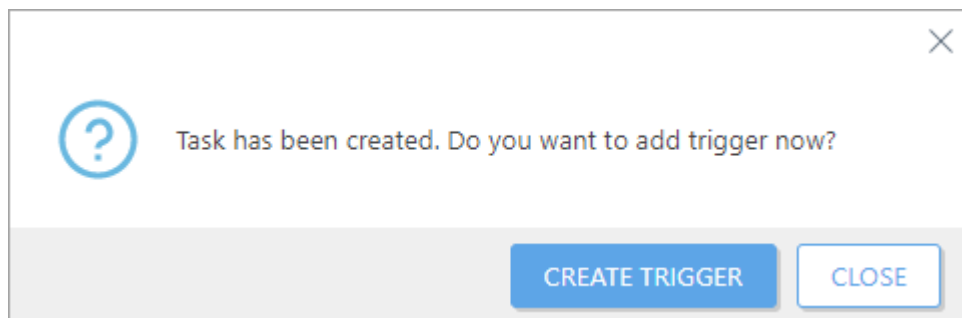 Task has been created. Do you want to add trigger now?
CREATE TRIGGER
CLOSE